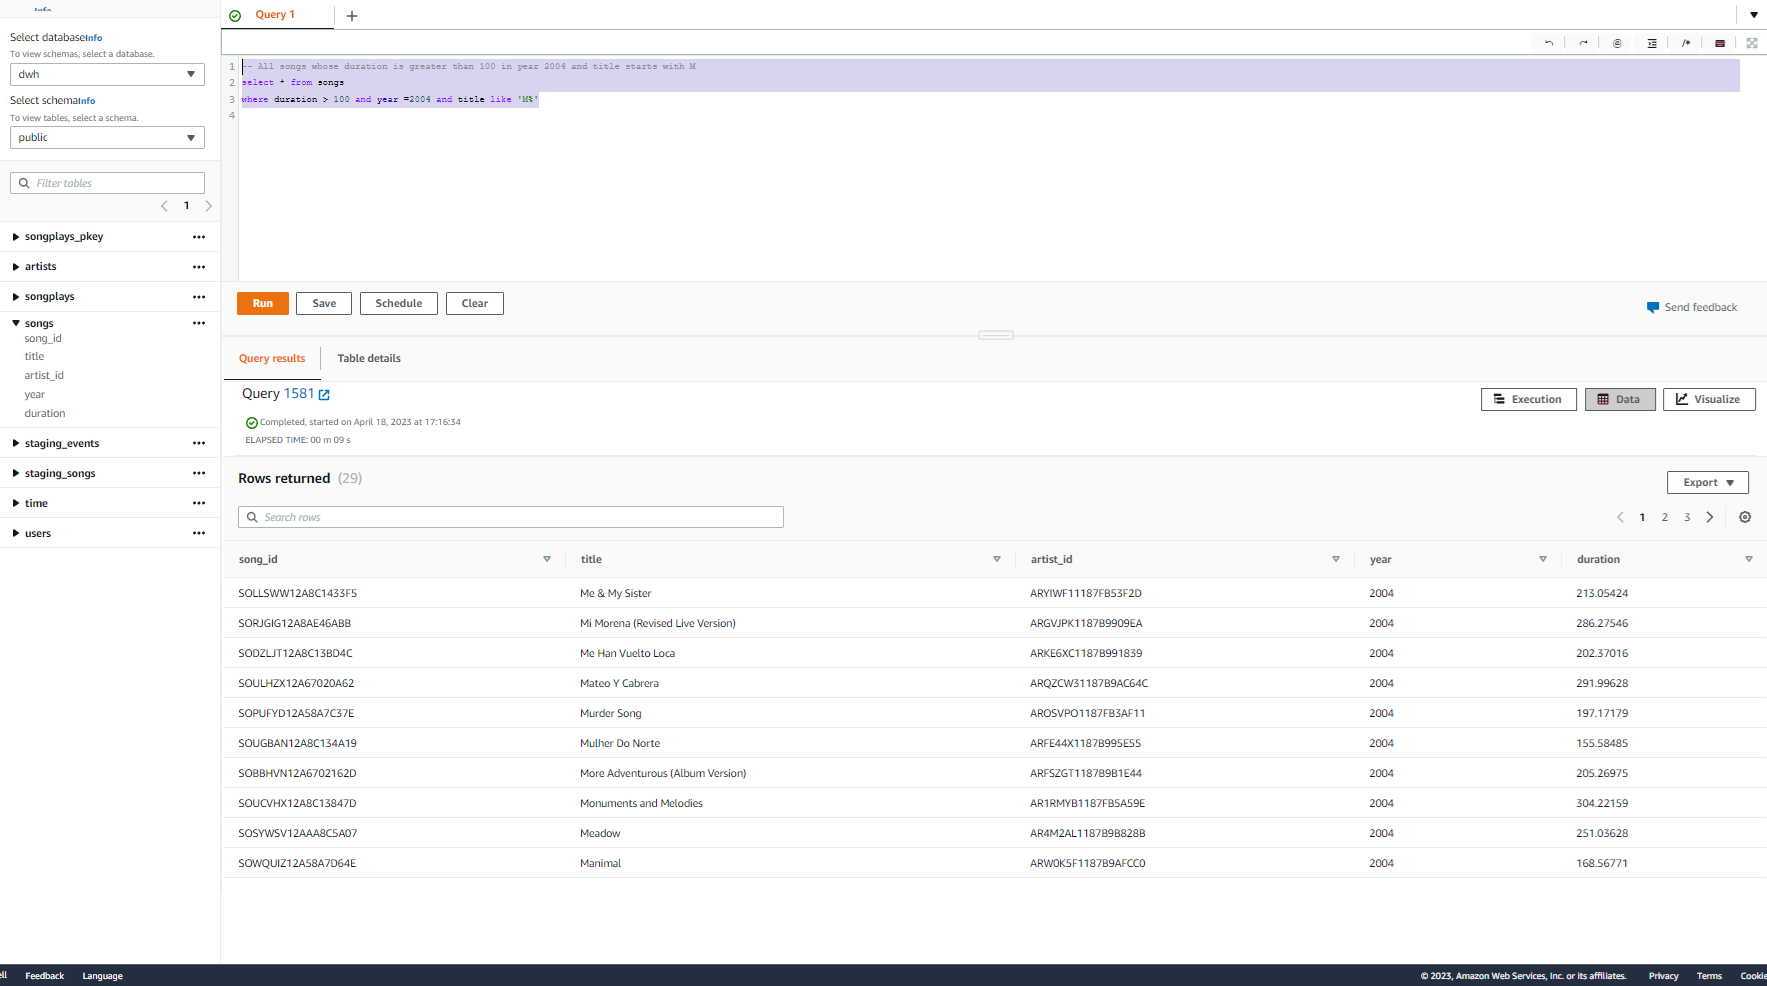 Info
Query 1
Select database Info
To view schemas, select a database.
dwh
Select schema Info
To view tables, select a schema.
public
Filter tables
1
songplays_pkey
artists
songplays
songs
song_id
title
artist_id
year
duration
staging_events
staging_songs
time
users
1 -- All songs whose duration is greater than 100 in year 2004 and title starts with M
2 select * from songs
3 where duration > 100 and year =2004 and title like 'M%'
4
Run Save Schedule Clear
Send feedback
Query results Table details
Query 1581
Execution Data Visualize
Completed, started on April 18, 2023 at 17:16:34
ELAPSED TIME: 00 m 09 s
Rows returned (29)
Export
Search rows
1 2 3
song_id title artist_id year duration
SOLLSWW12A8C1433F5 Me & My Sister ARYIWF11187FB53F2D 2004 213.05424
SORJGIG12A8AE46ABB Mi Morena (Revised Live Version) ARGVJPK1187B9909EA 2004 286.27546
SODZLJT12A8C13BD4C Me Han Vuelto Loca ARKE6XC1187B991839 2004 202.37016
SOULHZX12A67020A62 Mateo Y Cabrera ARQZCW31187B9AC64C 2004 291.99628
SOPUFYD12A58A7C37E Murder Song AROSVPO1187FB3AF11 2004 197.17179
SOUGBAN12A8C134A19 Mulher Do Norte ARFE44X1187B995E55 2004 155.58485
SOBBHVN12A6702162D More Adventurous (Album Version) ARFSZGT1187B9B1E44 2004 205.26975
SOUCVHX12A8C13847D Monuments and Melodies AR1RMYB1187FB5A59E 2004 304.22159
SOSYWSV12AAA8C5A07 Meadow AR4M2AL1187B9B828B 2004 251.03628
SOWQUIZ12A58A7D64E Manimal ARW0K5F1187B9AFCC0 2004 168.56771
ell Feedback Language
© 2023, Amazon Web Services, Inc. or its affiliates. Privacy Terms Cookie